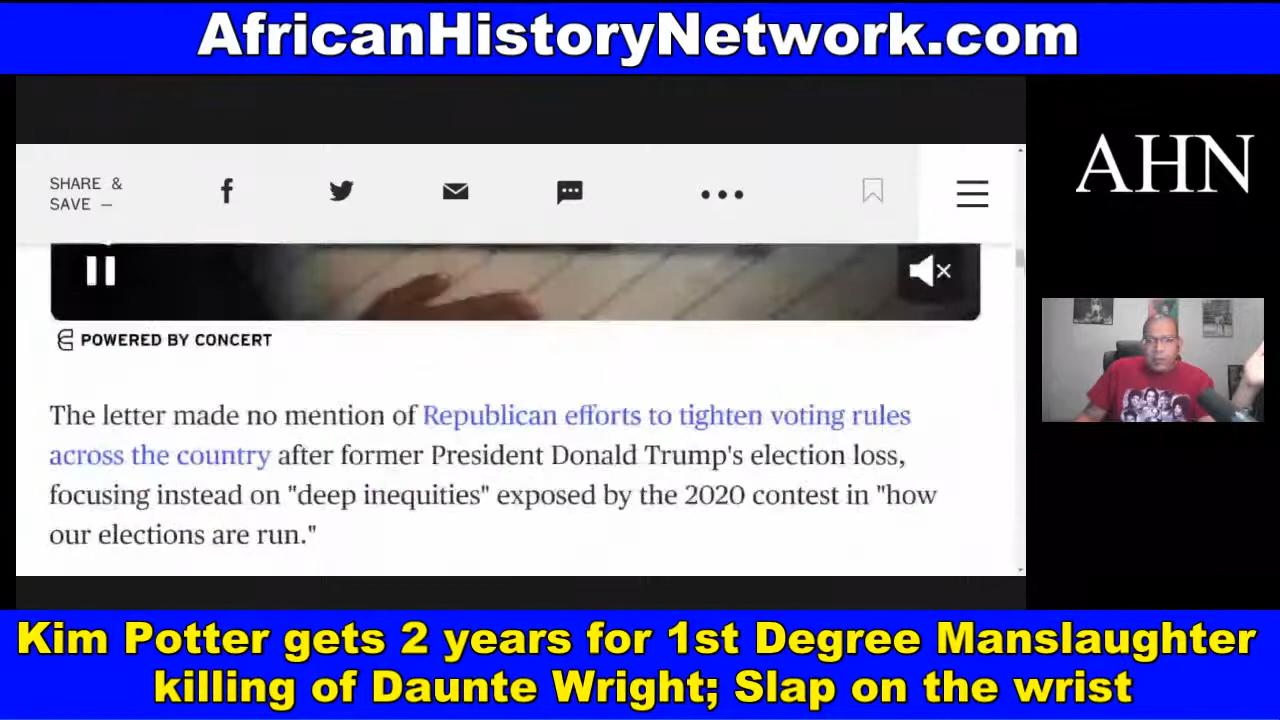 AfricanHistoryNetwork.com
AHN
SHARE &
SAVE —
POWERED BY CONCERT
The letter made no mention of Republican efforts to tighten voting rules
across the country after former President Donald Trump's election loss,
focusing instead on "deep inequities" exposed by the 2020 contest in "how
our elections are run."
Kim Potter gets 2 years for 1st Degree Manslaughter
killing of Daunte Wright; Slap on the wrist